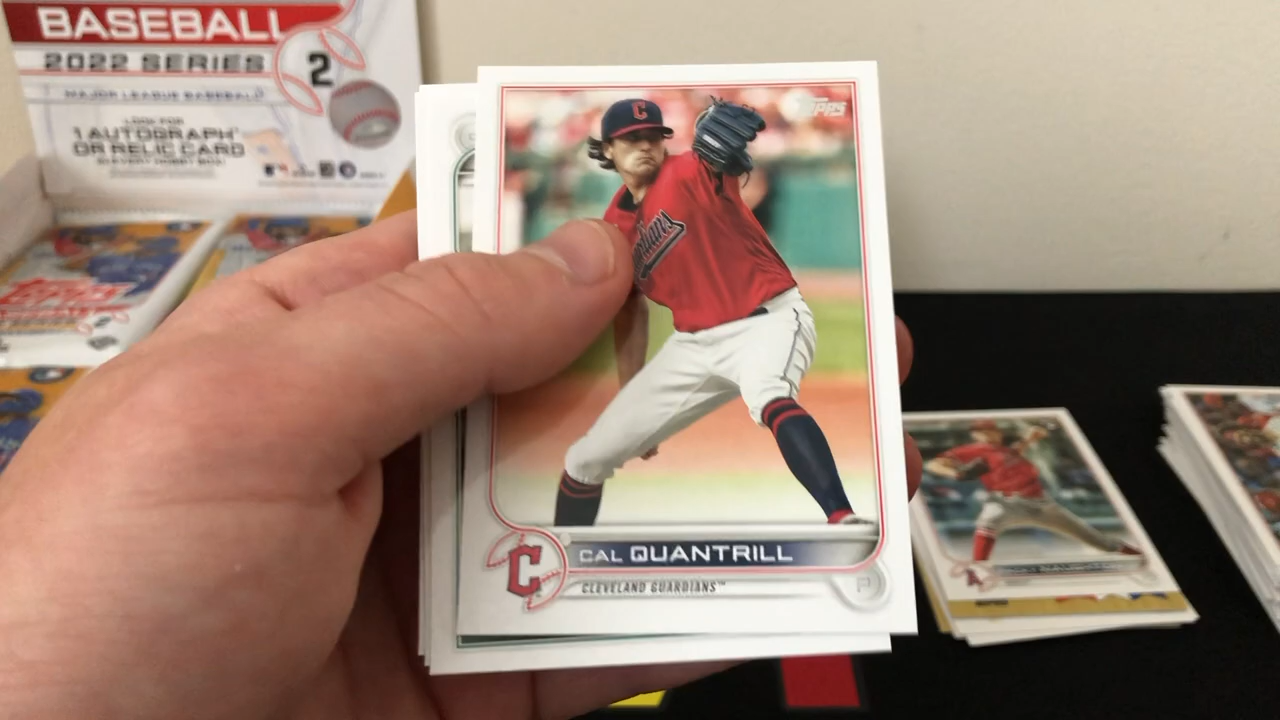 BASEBALL
2022 SERIES 2
MAJOR LEAGUE BASEBALL
LOOK FOR
1 AUTOGRAPH
OR RELIC CARD
TOPPS
Guardians
C
C
CAL QUANTRILL
CLEVELAND GUARDIANS™
P